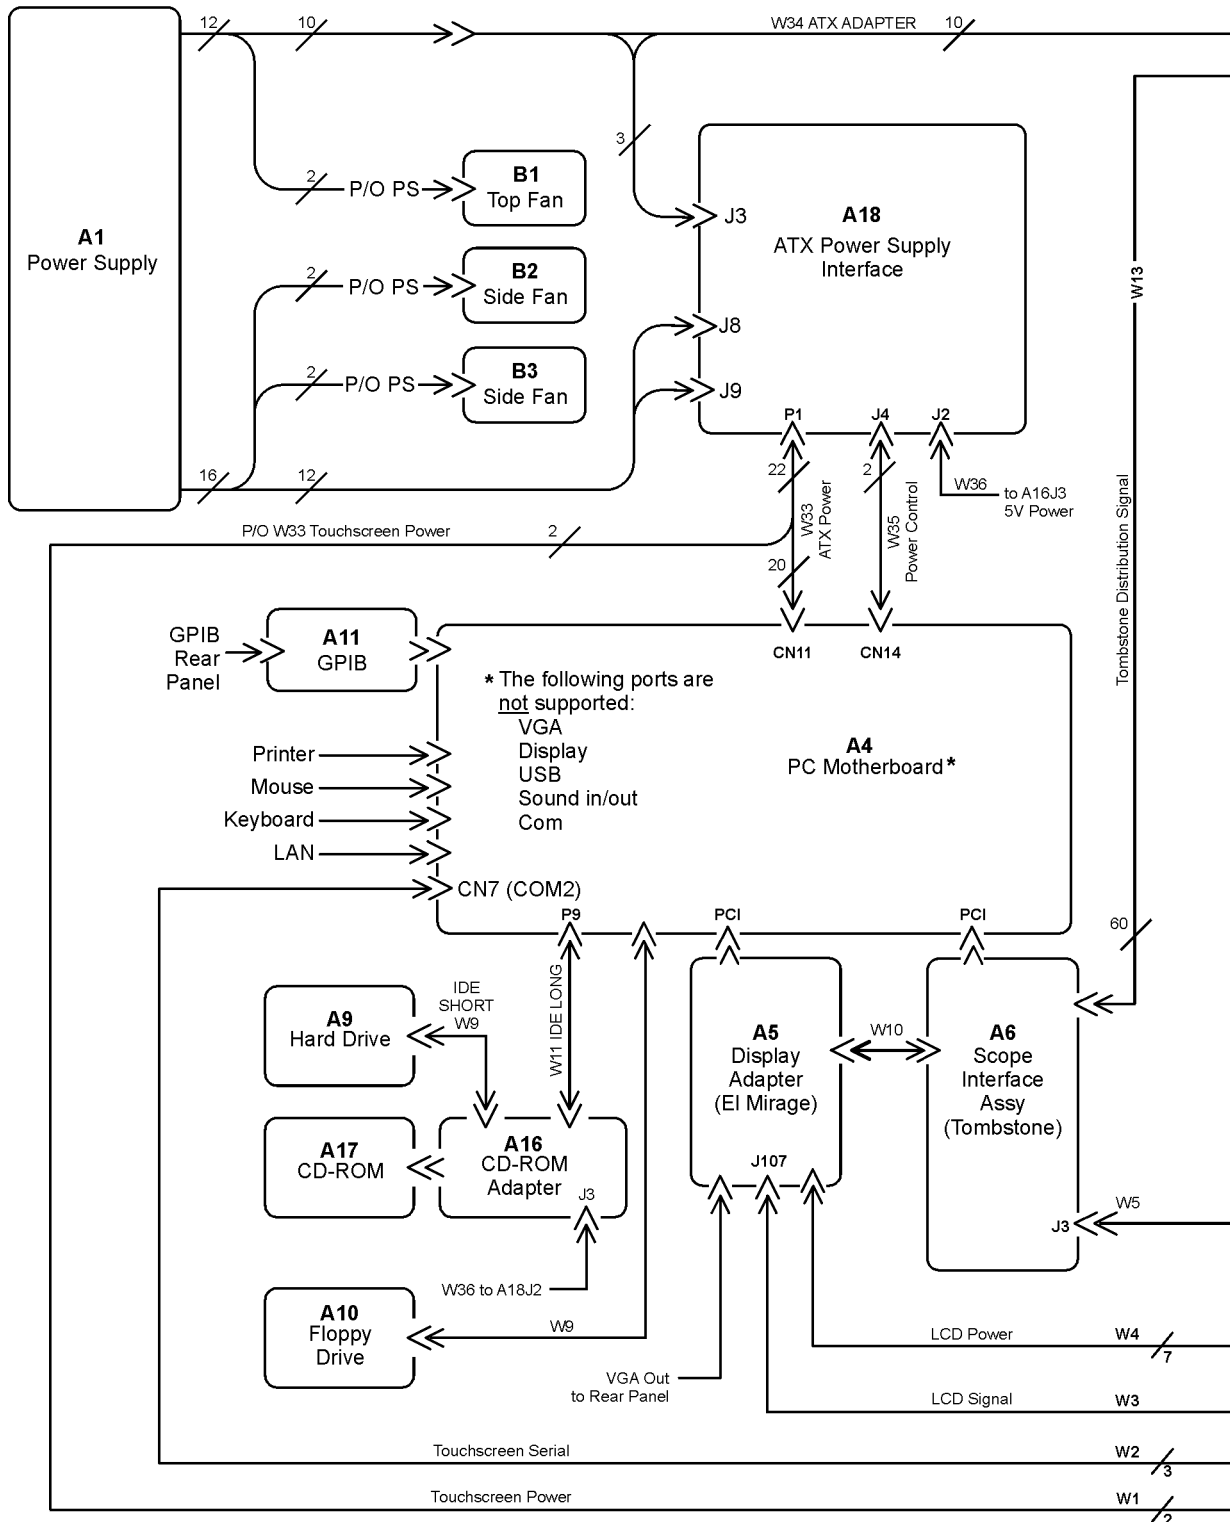 12
10
W34 ATX ADAPTER
10
A1
Power Supply
2
P/O PS
B1
Top Fan
2
P/O PS
B2
Side Fan
2
P/O PS
B3
Side Fan
3
J3
A18
ATX Power Supply
Interface
J8
J9
P1
J4
J2
16
12
22
2
W36
to A16J3
5V Power
W33
ATX Power
W35
Power Control
20
W13
Tombstone Distribution Signal
60
P/O W33 Touchscreen Power
2
GPIB
Rear
Panel
A11
GPIB
CN11
CN14
* The following ports are
not supported:
VGA
Display
USB
Sound in/out
Com
A4
PC Motherboard*
Printer
Mouse
Keyboard
LAN
CN7 (COM2)
P9
PCI
PCI
IDE
SHORT
W9
W11 IDE LONG
A9
Hard Drive
A17
CD-ROM
A16
CD-ROM
Adapter
J3
W36 to A18J2
A10
Floppy
Drive
W9
A5
Display
Adapter
(El Mirage)
J107
W10
A6
Scope
Interface
Assy
(Tombstone)
J3
W5
VGA Out
to Rear Panel
LCD Power
W4
7
LCD Signal
W3
Touchscreen Serial
W2
3
Touchscreen Power
W1
2